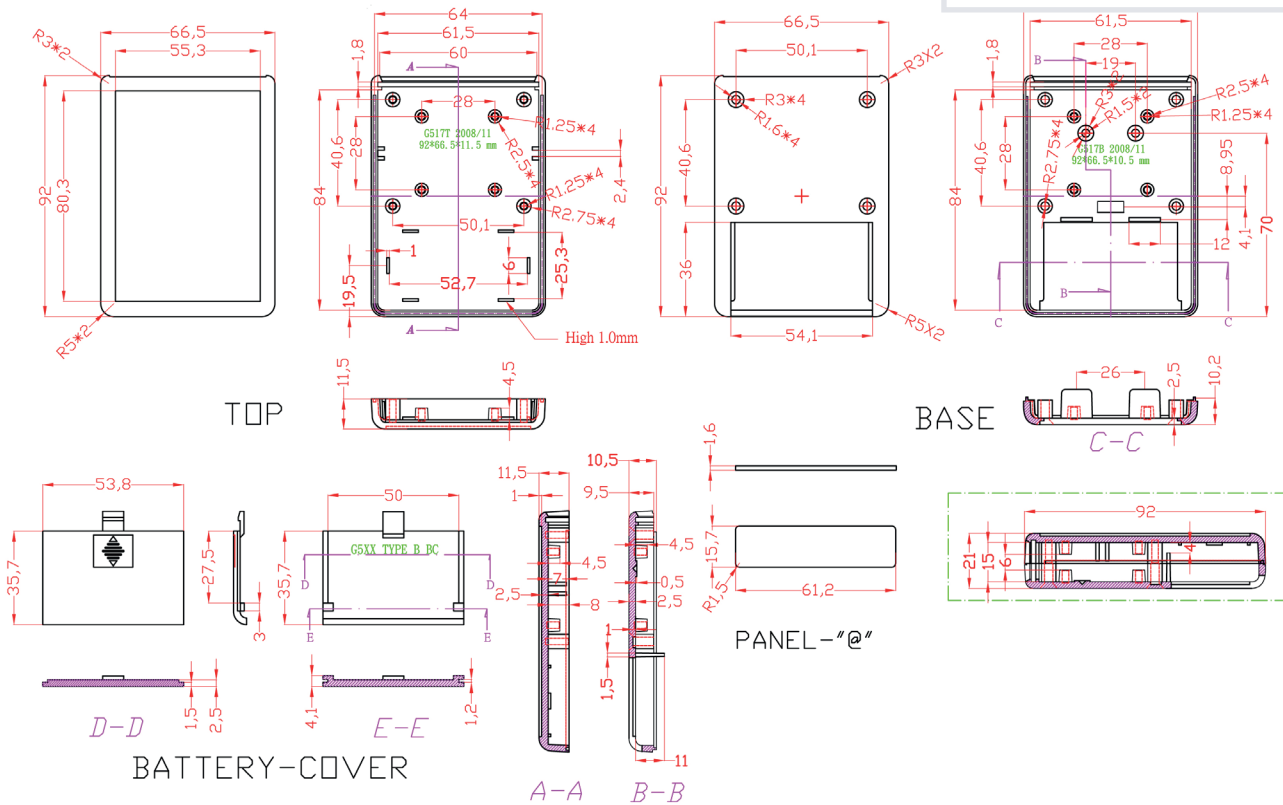 66,5
55,3
R3*2
92
80,3
R5*2
64
61,5
60
1,8
A
28
R1.25*4
G517T 2008/11
92*66.5*11.5 mm
R2.5*4
84
40,6
28
2,4
R1.25*4
R2.75*4
50,1
1
6
25,3
52,7
19,5
A
High 1.0mm
66,5
50,1
R3X2
R3*4
R1.6*4
92
40,6
36
54,1
R5X2
61,5
28
19
B
1,8
R1.5*2
R2.5*4
R1.25*4
R2.75*4
G517B 2008/11
92*66.5*10.5 mm
84
40,6
28
8,95
4,1
70
12
B
C
C
TOP
11,5
4,5
BASE
26
2,5
10,2
C-C
53,8
35,7
27,5
3
50
35,7
G5XX TYPE B BC
D
D
E
E
1,5
2,5
D-D
4,1
1,2
E-E
BATTERY-COVER
11,5
1
4,5
7
2,5
8
A-A
10,5
9,5
4,5
0,5
2,5
1
1,5
11
B-B
1,6
15,7
R1,5
61,2
PANEL-"@"
92
21
15
6
4